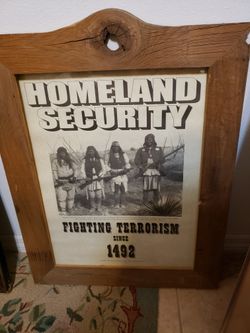 HOMELAND
SECURITY
FIGHTING TERRORISM
SINCE
1492